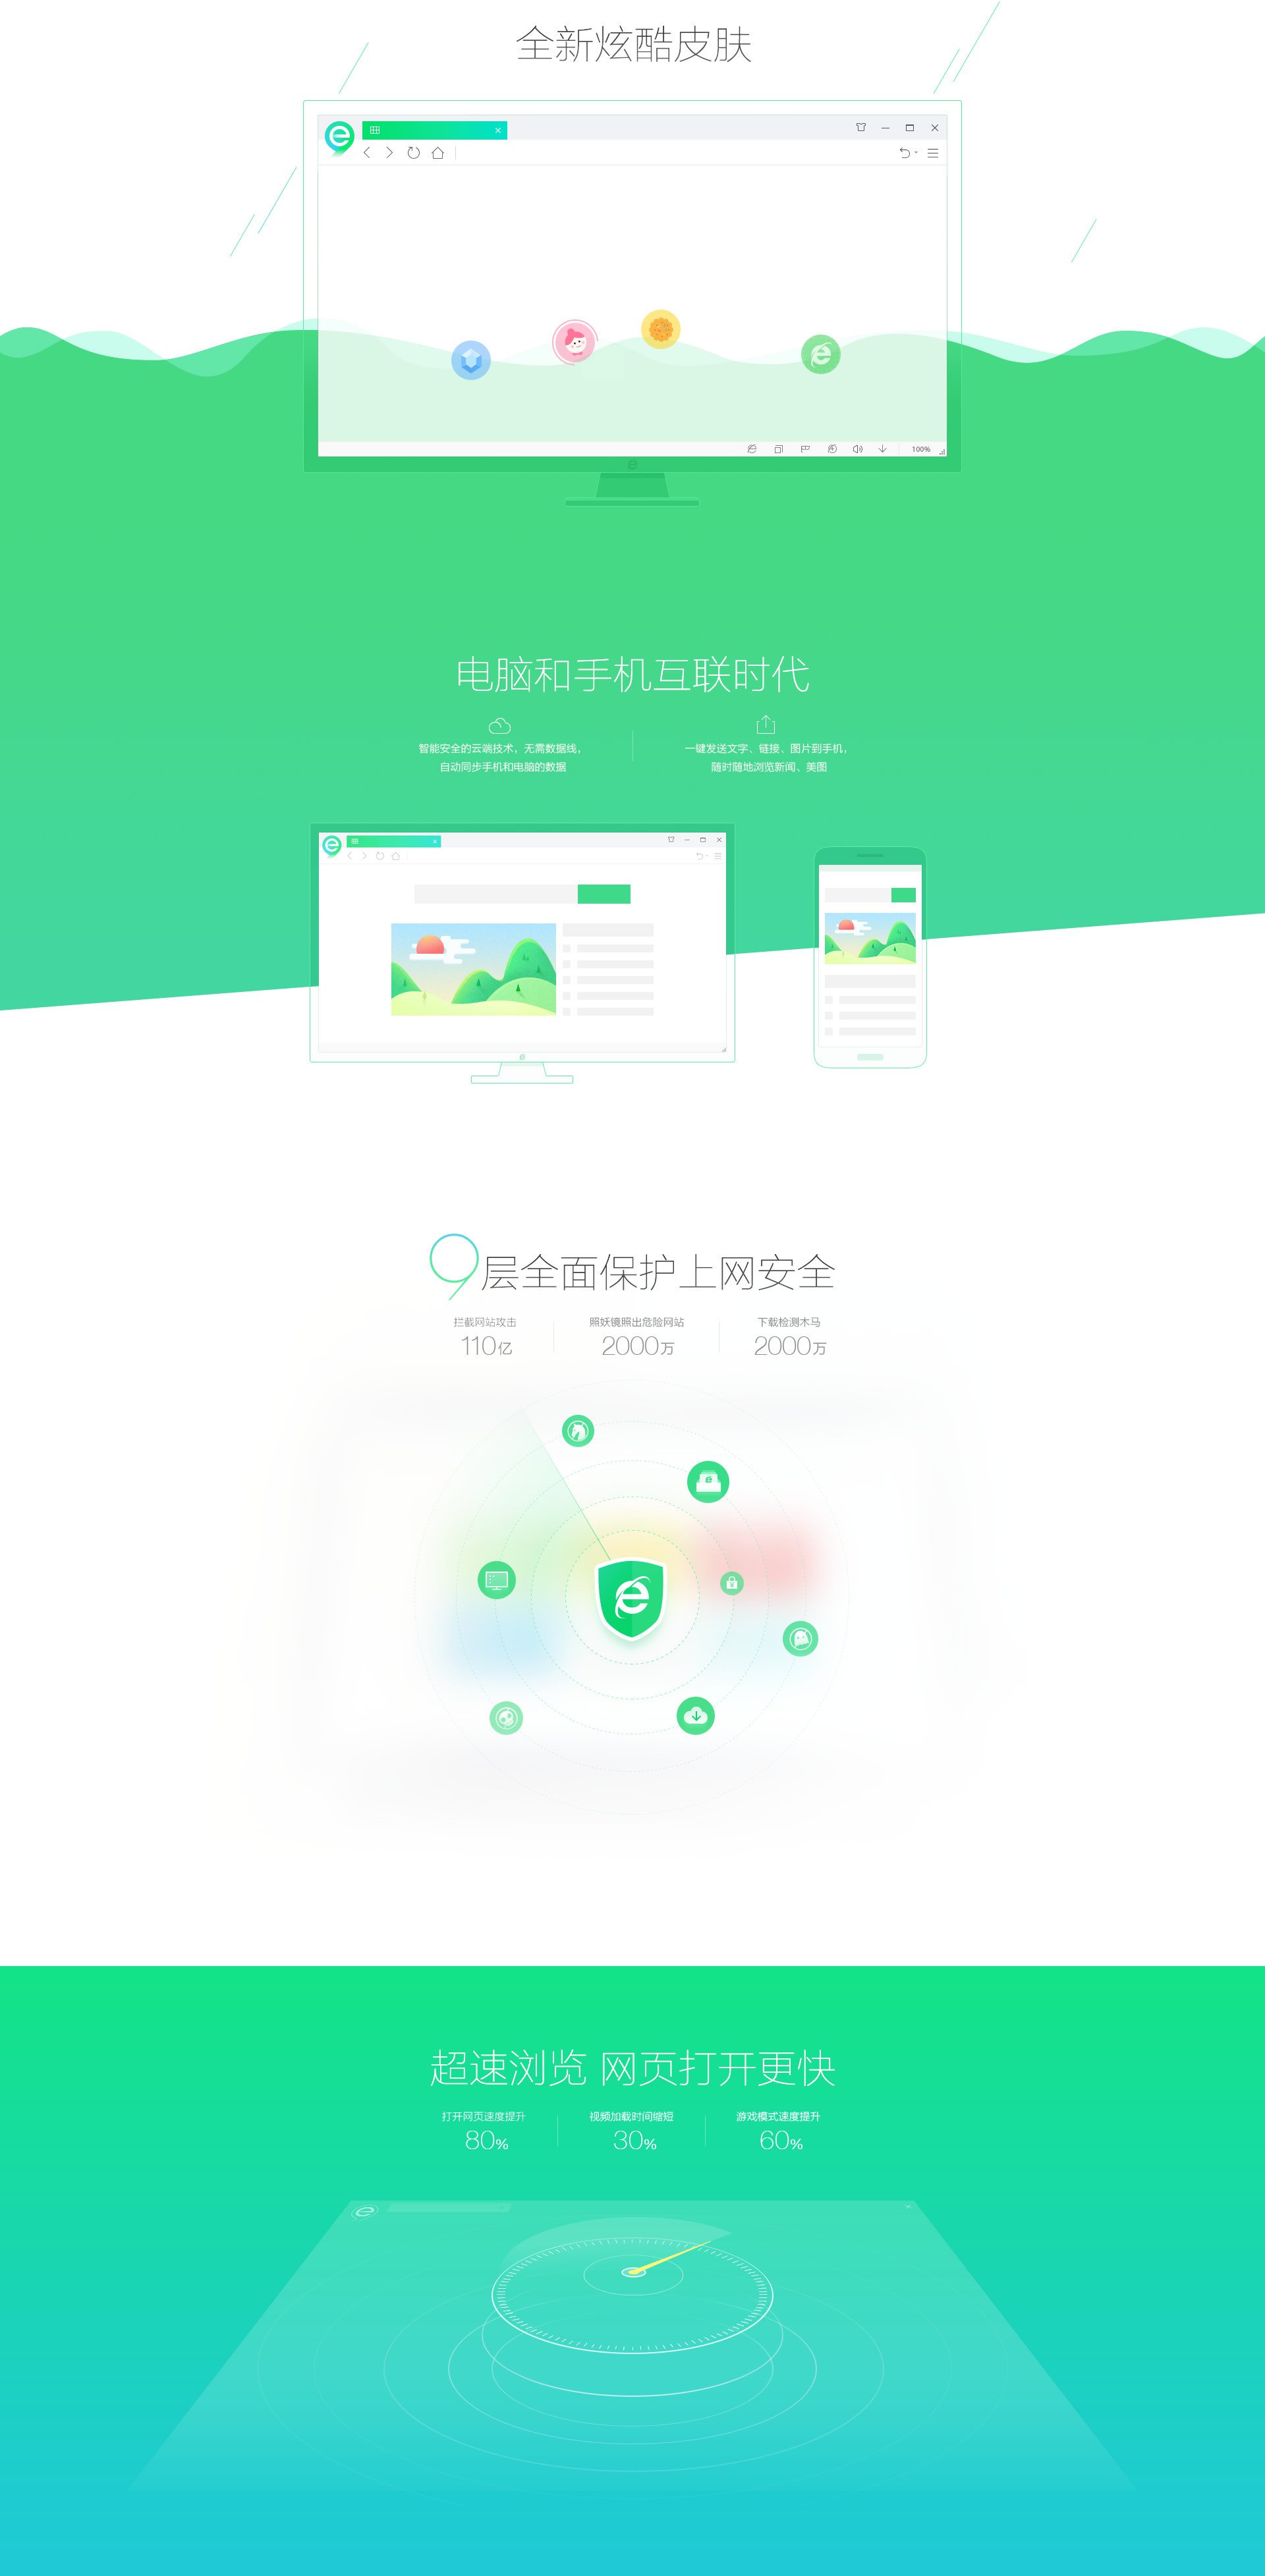 全新炫酷皮肤
100%
电脑和手机互联时代
智能安全的云端技术，无需数据线，
自动同步手机和电脑的数据
一键发送文字、链接、图片到手机，
随时随地浏览新闻、美图
9层全面保护上网安全
拦截网站攻击
110亿
照妖镜照出危险网站
2000万
下载检测木马
2000万
超速浏览 网页打开更快
打开网页速度提升
80%
视频加载时间缩短
30%
游戏模式速度提升
60%